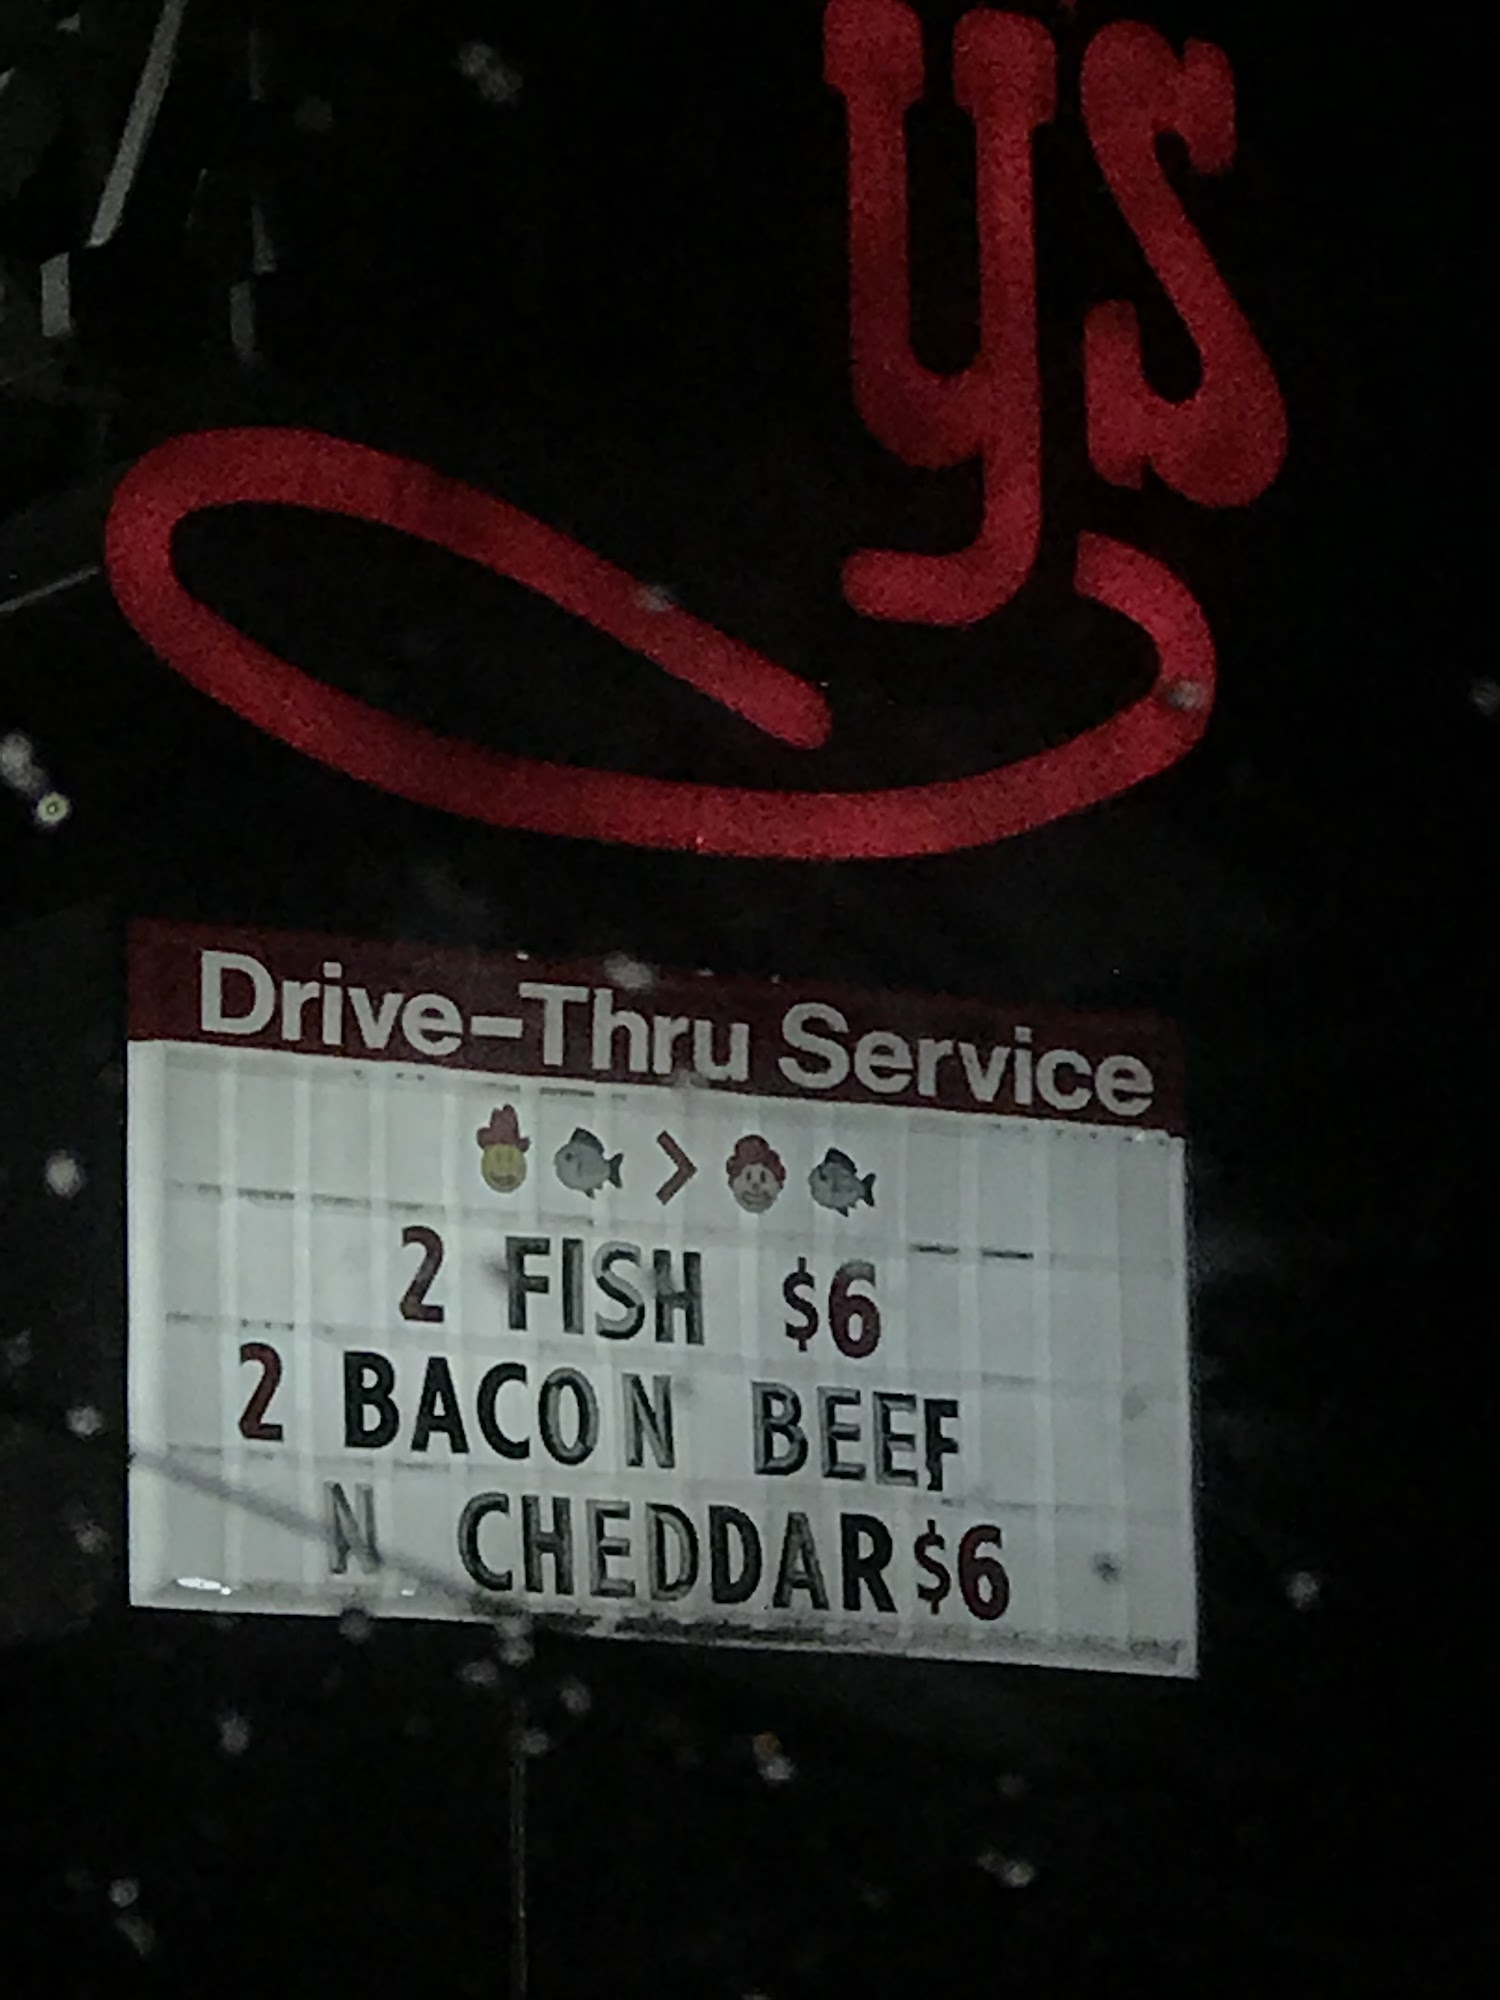 ys
Drive-Thru Service
>
2 FISH $6
2 BACON BEEF
N CHEDDAR $6